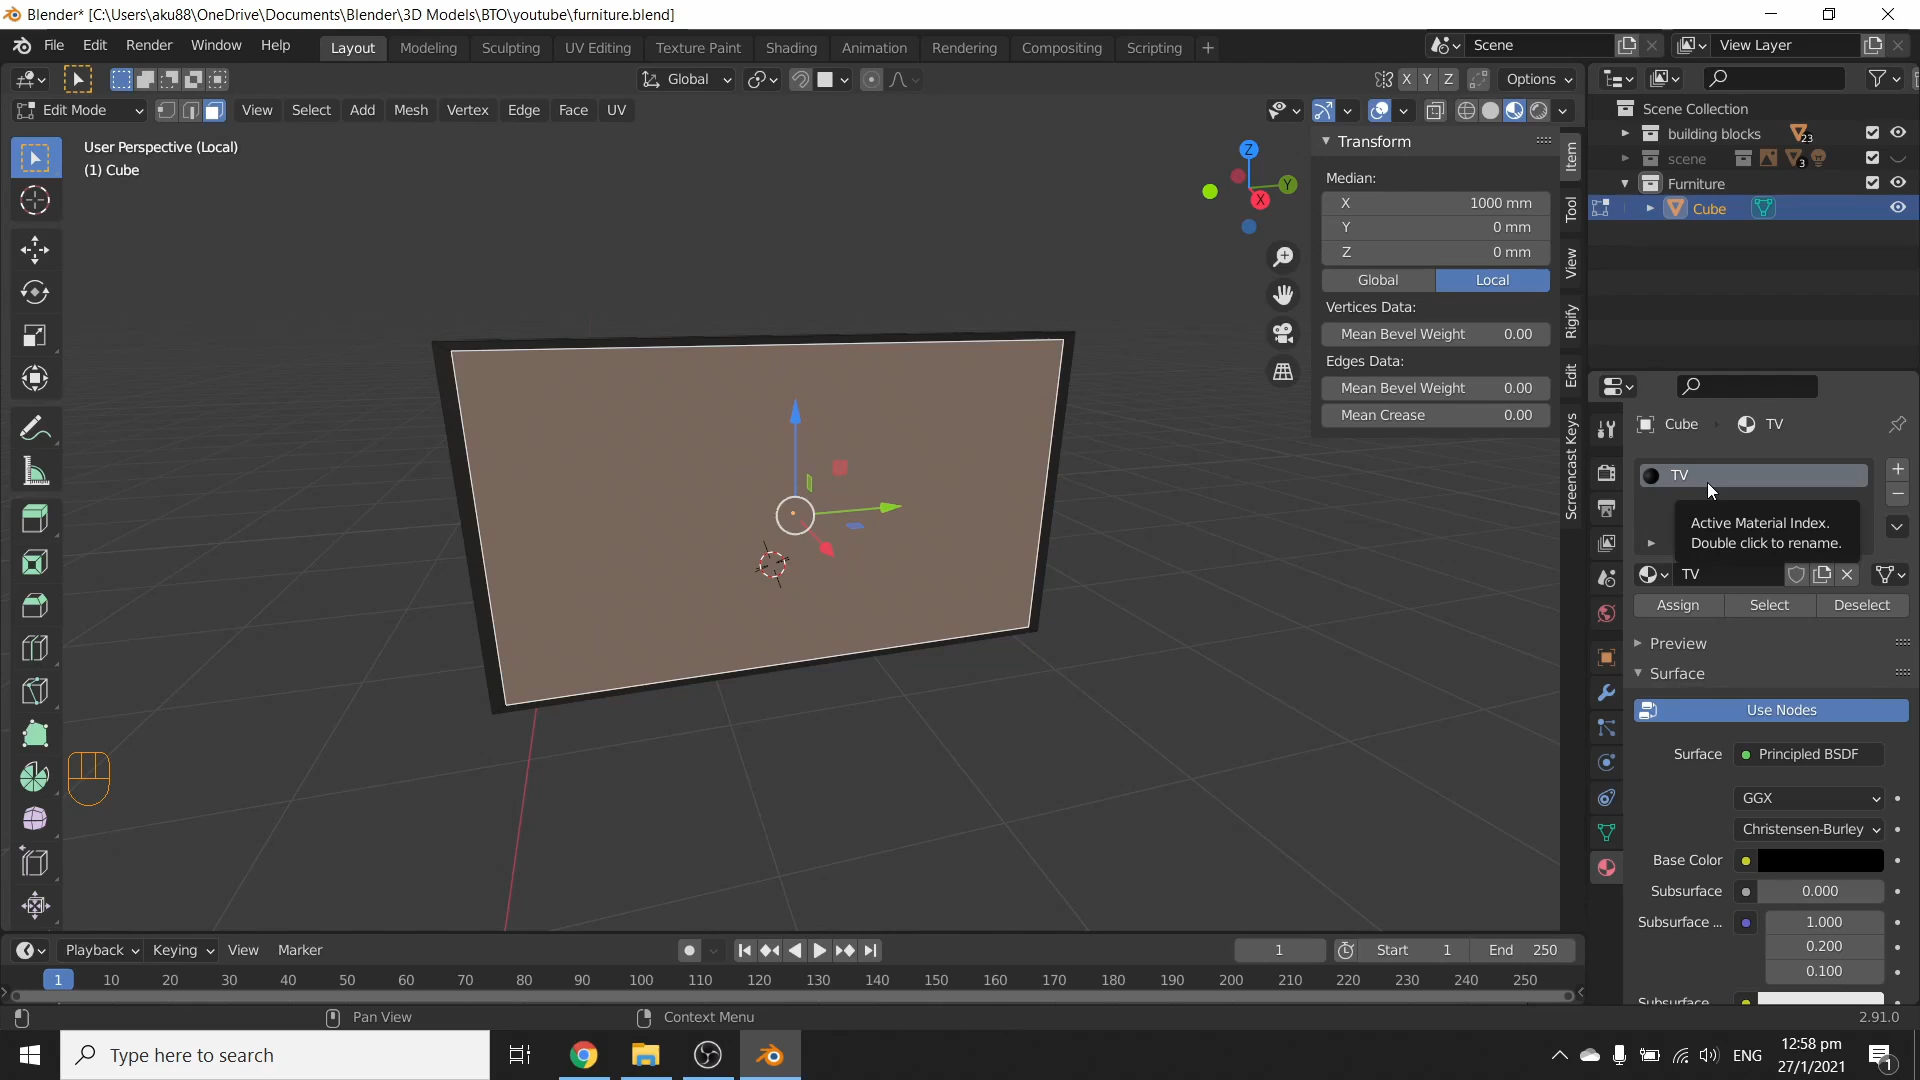 Blender* [C:\Users\aku88\OneDrive\Documents\Blender\3D Models\BTO\youtube\furniture.blend]
File Edit Render Window Help Layout Modeling Sculpting UV Editing Texture Paint Shading Animation Rendering Compositing Scripting + Scene View Layer
Global Options X Y Z
Edit Mode View Select Add Mesh Vertex Edge Face UV
User Perspective (Local)
(1) Cube
Z
Y
X
Transform
Median:
X 1000 mm
Y 0 mm
Z 0 mm
Global Local
Vertices Data:
Mean Bevel Weight 0.00
Edges Data:
Mean Bevel Weight 0.00
Mean Crease 0.00
Item
Tool
View
Rigify
Edit
Screencast Keys
Scene Collection
building blocks 23
scene 3
Furniture
Cube
Cube TV
TV
Active Material Index.
Double click to rename.
TV
Assign Select Deselect
Preview
Surface
Use Nodes
Surface Principled BSDF
GGX
Christensen-Burley
Base Color
Subsurface 0.000
Subsurface ... 1.000
0.200
0.100
Subsurface
Playback Keying View Marker 1 Start 1 End 250
1 10 20 30 40 50 60 70 80 90 100 110 120 130 140 150 160 170 180 190 200 210 220 230 240 250
Pan View Context Menu 2.91.0
Type here to search
ENG
12:58 pm
27/1/2021
1